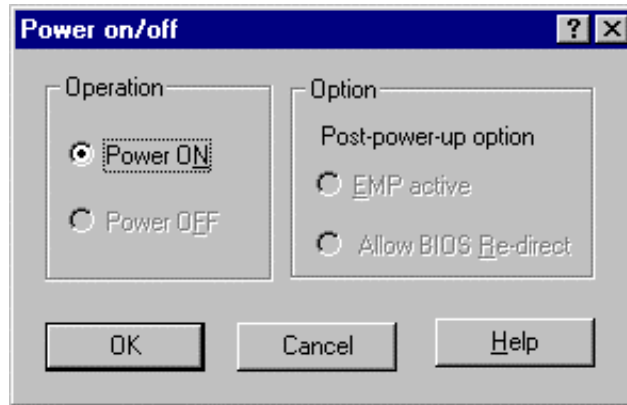 Power on/off
Operation
Power ON
Power OFF
Option
Post-power-up option
EMP active
Allow BIOS Re-direct
OK
Cancel
Help